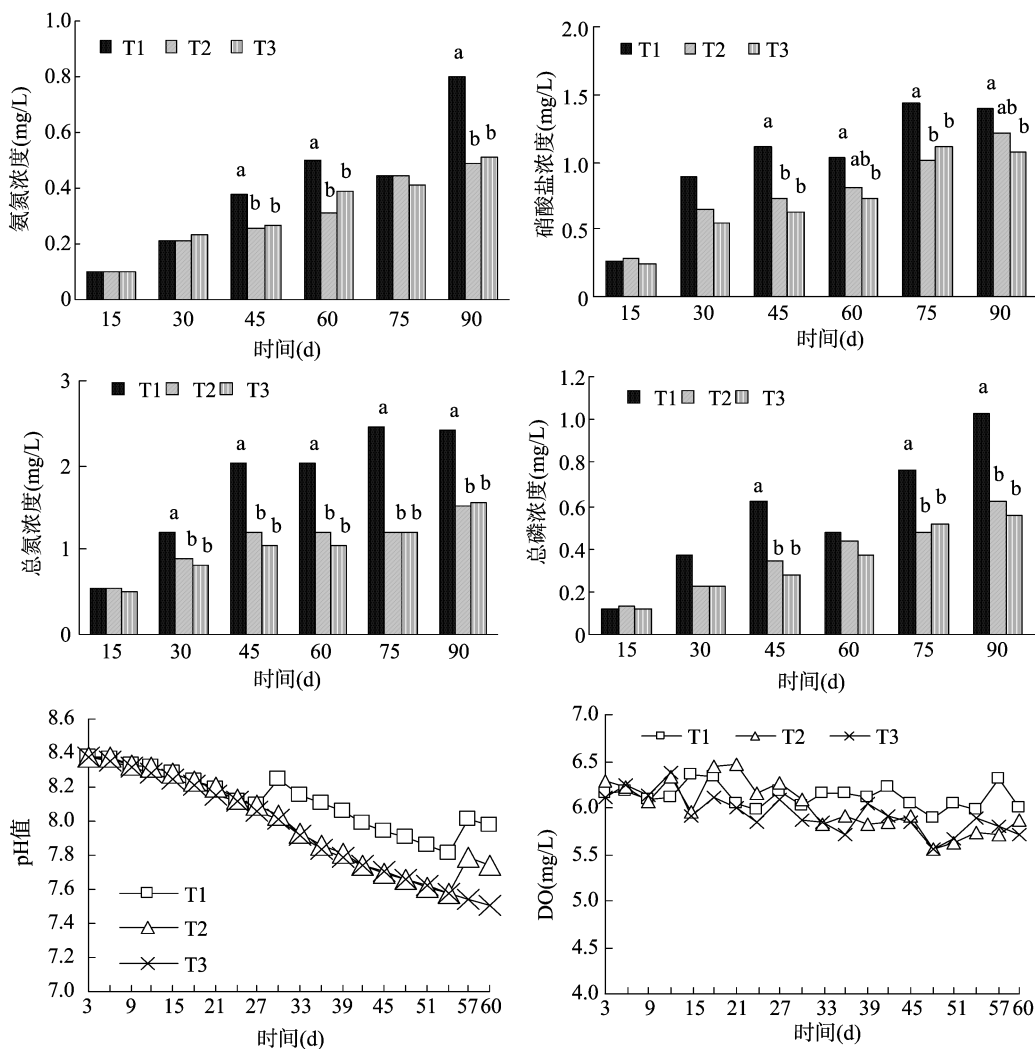 1.0
0.8
0.6
0.4
0.2
0
氨氮浓度(mg/L)
T1 T2 T3
a
b b
a
b
b
a
b b
15 30 45 60 75 90
时间(d)
2.0
1.5
1.0
0.5
0
硝酸盐浓度(mg/L)
T1 T2 T3
a
b
b
a
ab
b
a
b b
a
ab
b
15 30 45 60 75 90
时间(d)
3
2
1
0
总氮浓度(mg/L)
T1 T2 T3
a
b
b
a
b b
a
b b
a
b b
a
b b
15 30 45 60 75 90
时间(d)
1.2
1.0
0.8
0.6
0.4
0.2
0
总磷浓度(mg/L)
T1 T2 T3
a
b b
a
b b
a
b
b
15 30 45 60 75 90
时间(d)
8.6
8.4
8.2
8.0
7.8
7.6
7.4
7.2
7.0
pH值
T1
T2
T3
3 9 15 21 27 33 39 45 51 57 60
时间(d)
7.0
6.5
6.0
5.5
5.0
4.5
4.0
DO(mg/L)
T1 T2 T3
3 9 15 21 27 33 39 45 51 57 60
时间(d)